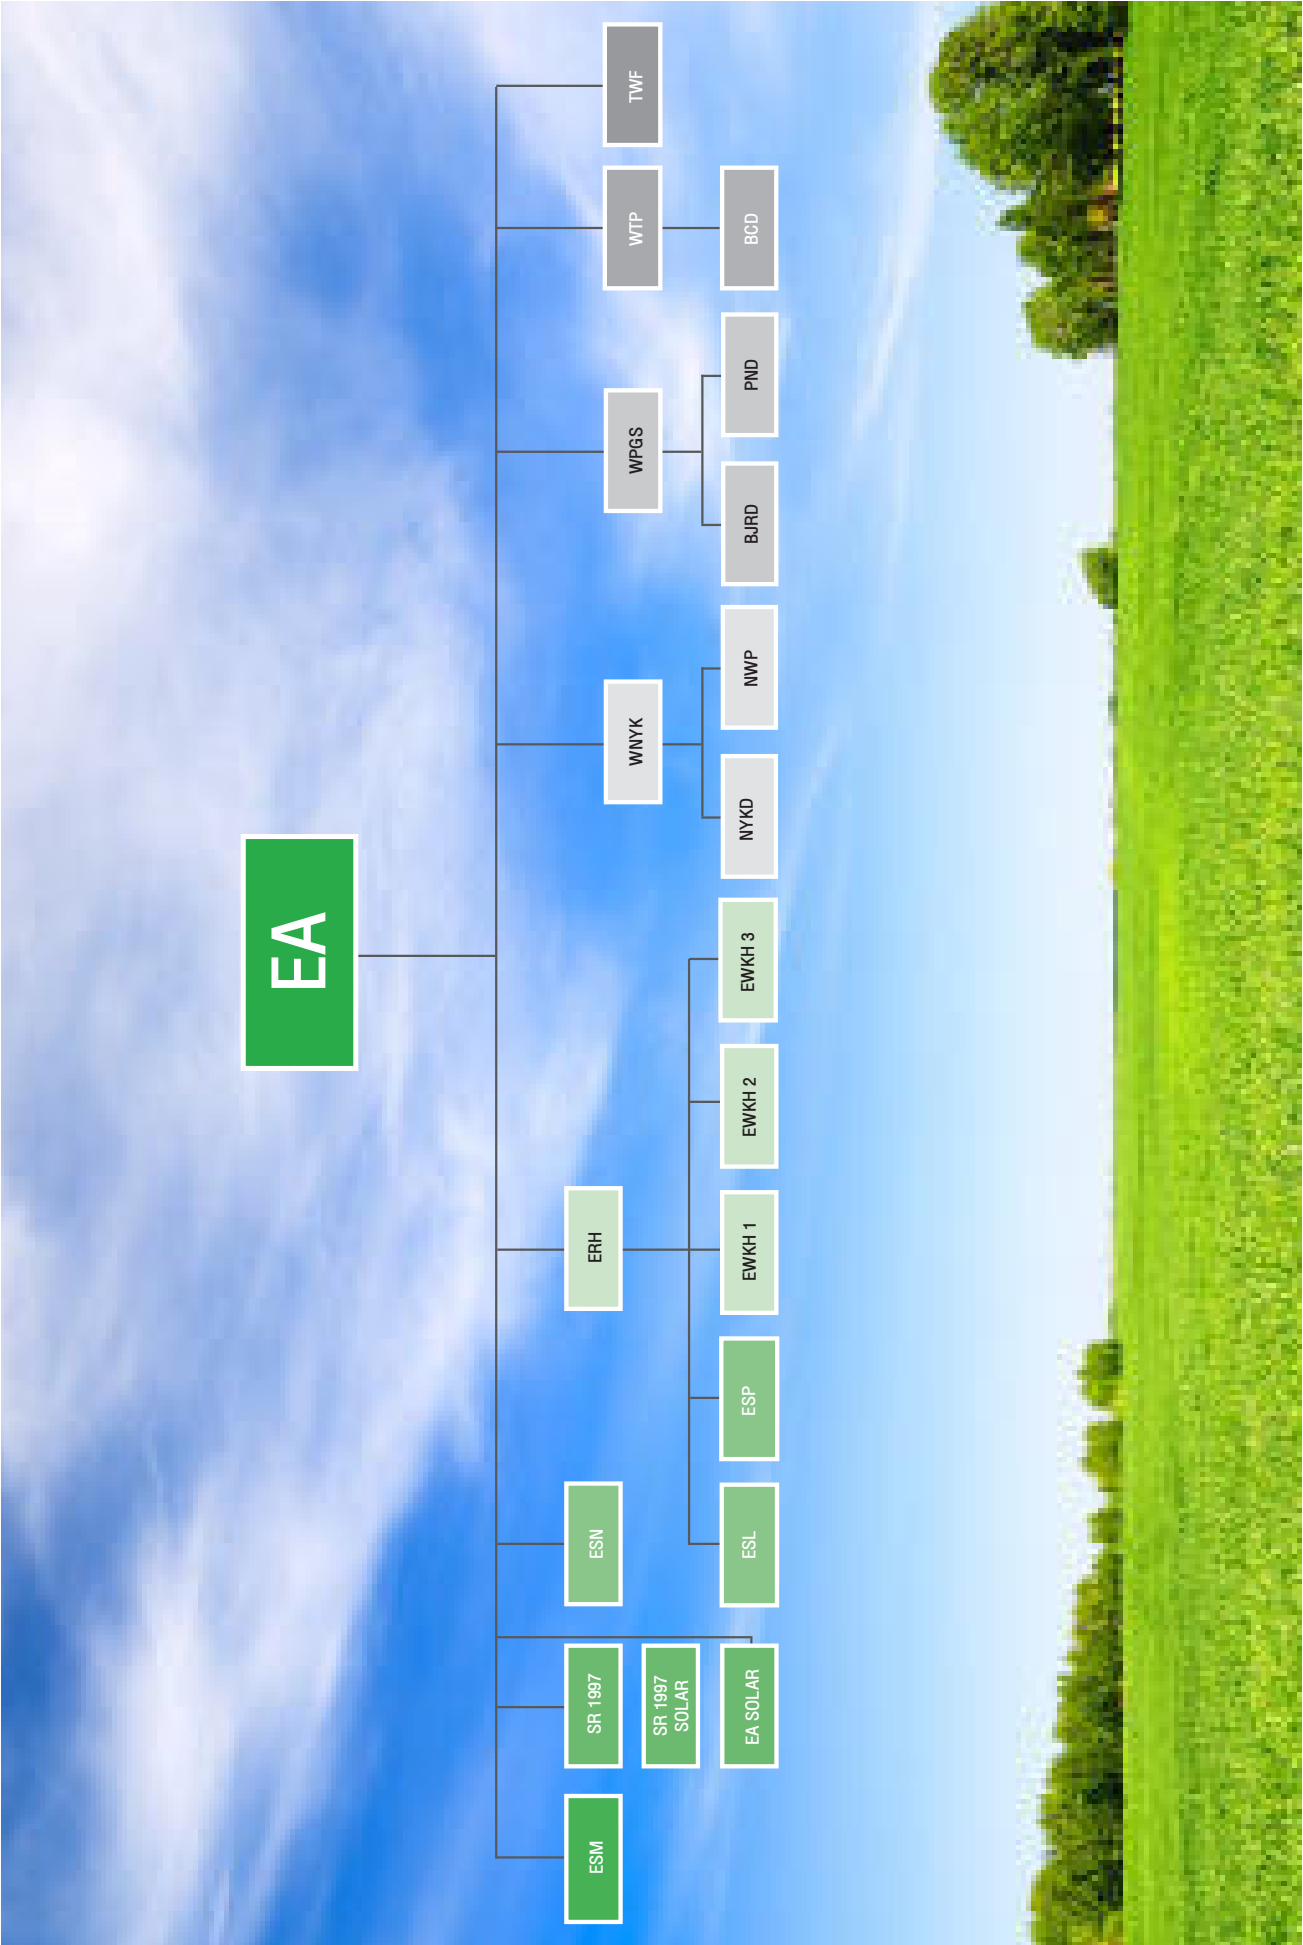 EA
ESM
SR 1997
SR 1997
SOLAR
EA SOLAR
ESN
ERH
ESL
ESP
EWKH 1
EWKH 2
EWKH 3
WNYK
NYKD
NWP
WPGS
BJRD
PND
WTP
BCD
TWF